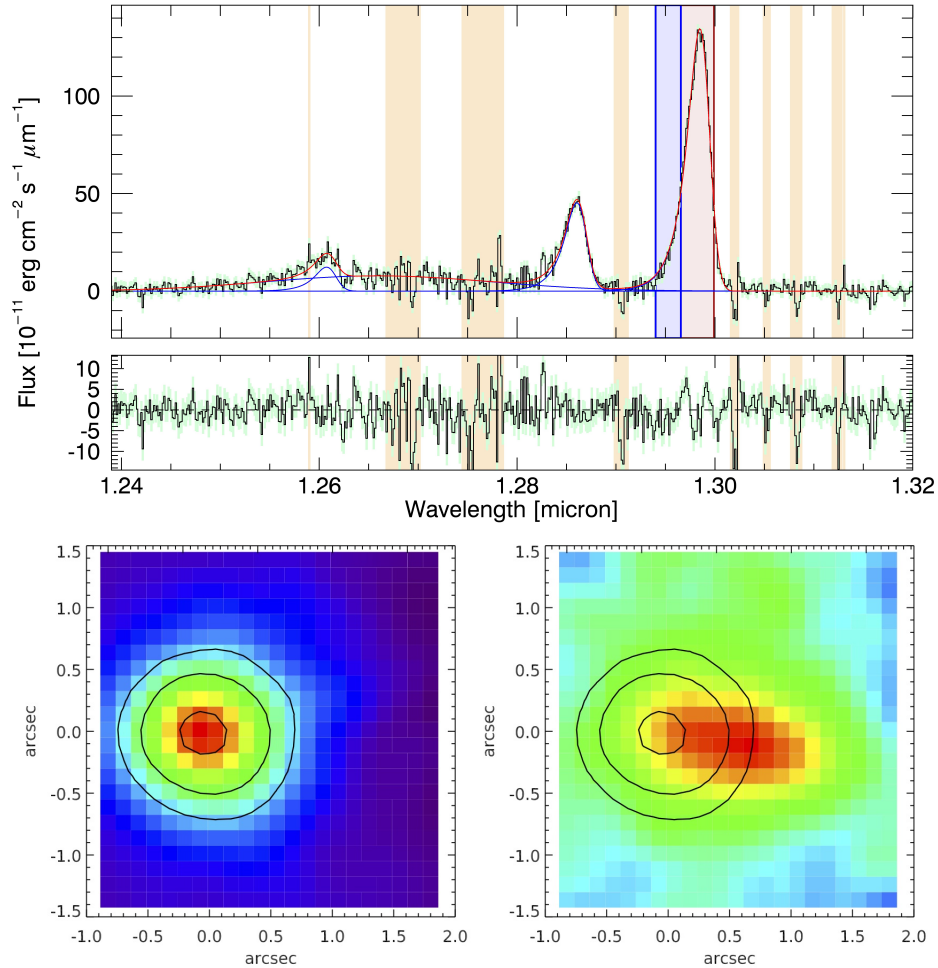 100
50
0
Flux [10⁻¹¹ erg cm⁻² s⁻¹ μm⁻¹]
10
5
0
-5
-10
1.24 1.26 1.28 1.30 1.32
Wavelength [micron]
1.5 1.5
1.0 1.0
0.5 0.5
arcsec 0.0 arcsec 0.0
-0.5 -0.5
-1.0 -1.0
-1.5 -1.5
-1.0 -0.5 0.0 0.5 1.0 1.5 2.0 -1.0 -0.5 0.0 0.5 1.0 1.5 2.0
arcsec arcsec